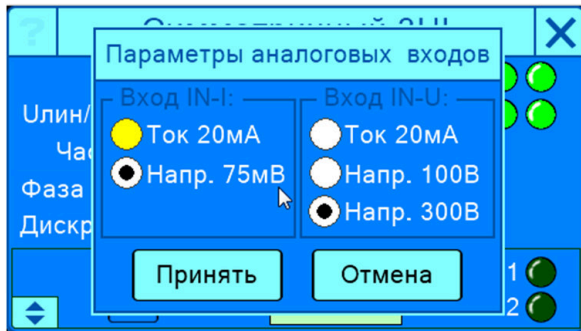 ?
X
Параметры аналоговых входов
Вход IN-I:
Вход IN-U:
Uлин/
Ток 20мА
Ток 20мА
Час
Напр. 75мВ
Напр. 100В
Фаза
Напр. 300В
Дискр
Принять
Отмена
1
2